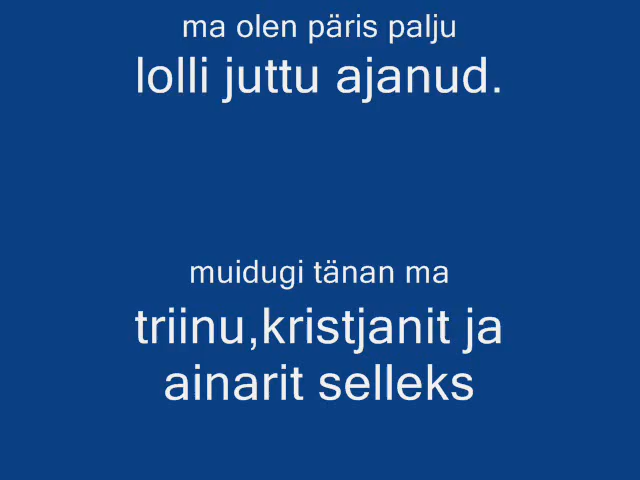 ma olen päris palju
lolli juttu ajanud.
muidugi tänan ma
triinu,kristjanit ja
ainarit selleks